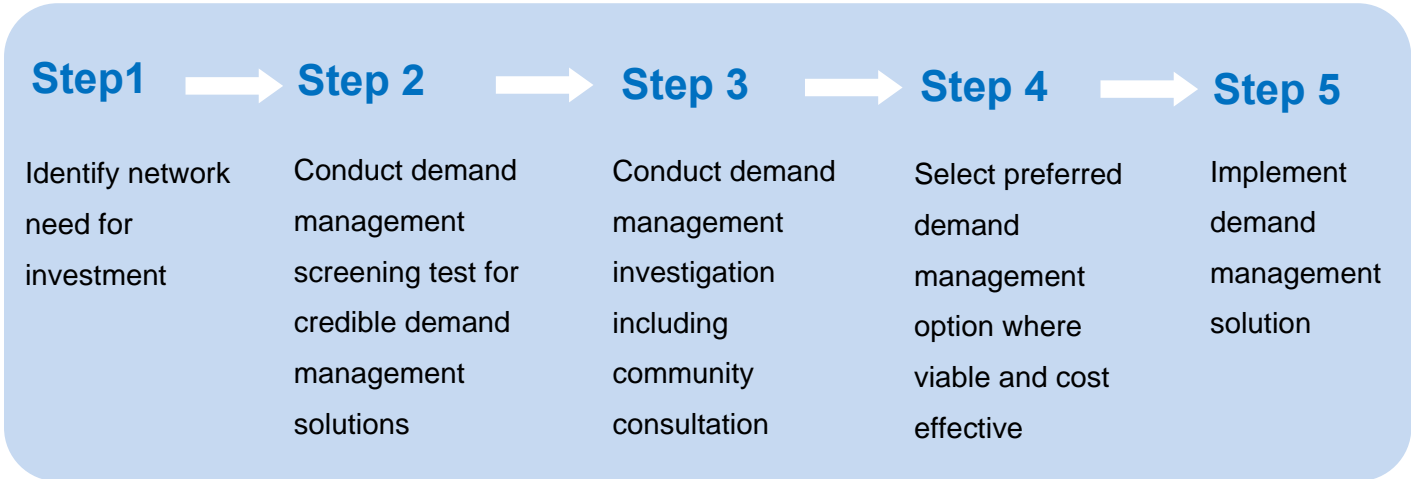 Step1
Identify network
need for
investment
Step 2
Conduct demand
management
screening test for
credible demand
management
solutions
Step 3
Conduct demand
management
investigation
including
community
consultation
Step 4
Select preferred
demand
management
option where
viable and cost
effective
Step 5
Implement
demand
management
solution